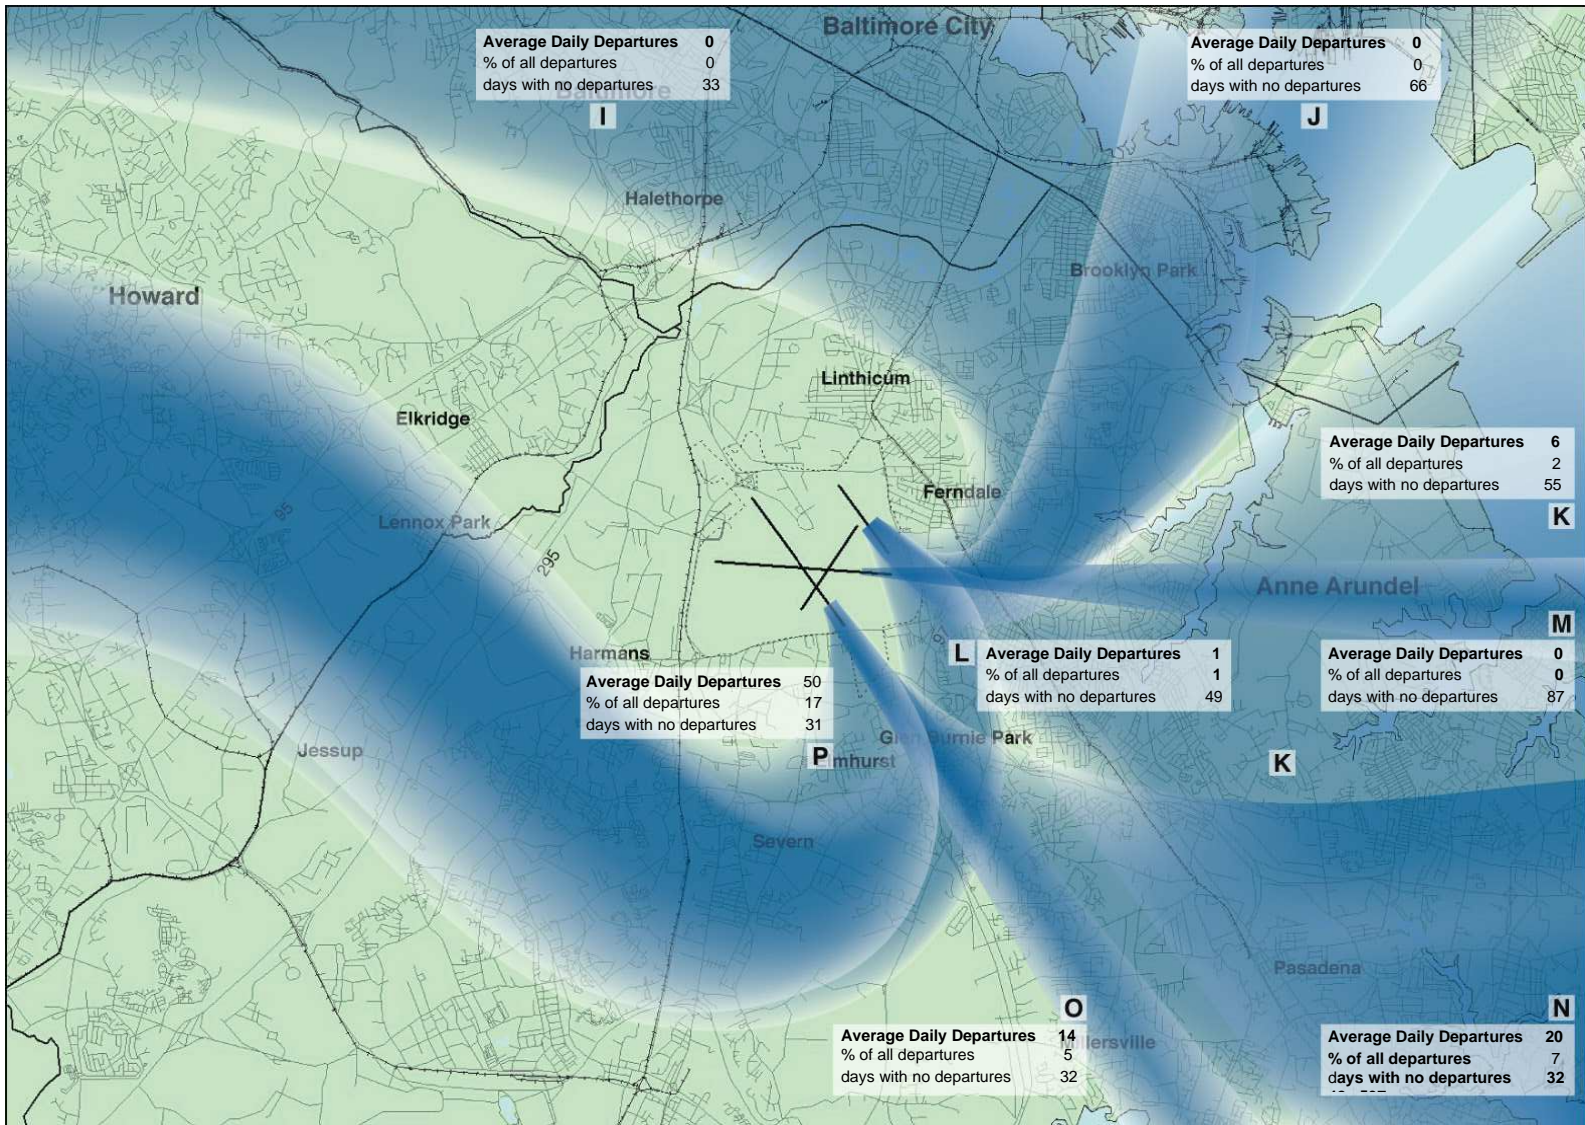 Baltimore City
Average Daily Departures 0
% of all departures 0
days with no departures 33
Baltimore
I
Average Daily Departures 0
% of all departures 0
days with no departures 66
J
Halethorpe
Brooklyn Park
Howard
Linthicum
Elkridge
Average Daily Departures 6
% of all departures 2
days with no departures 55
K
Ferndale
95
Lennox Park
295
Anne Arundel
M
97
Harmans
L
Average Daily Departures 1
% of all departures 1
days with no departures 49
Average Daily Departures 0
% of all departures 0
days with no departures 87
Average Daily Departures 50
% of all departures 17
days with no departures 31
P
Glen Burnie Park
Elmhurst
Jessup
K
Severn
Pasadena
O
N
Average Daily Departures 14
% of all departures 5
days with no departures 32
Millersville
Average Daily Departures 20
% of all departures 7
days with no departures 32